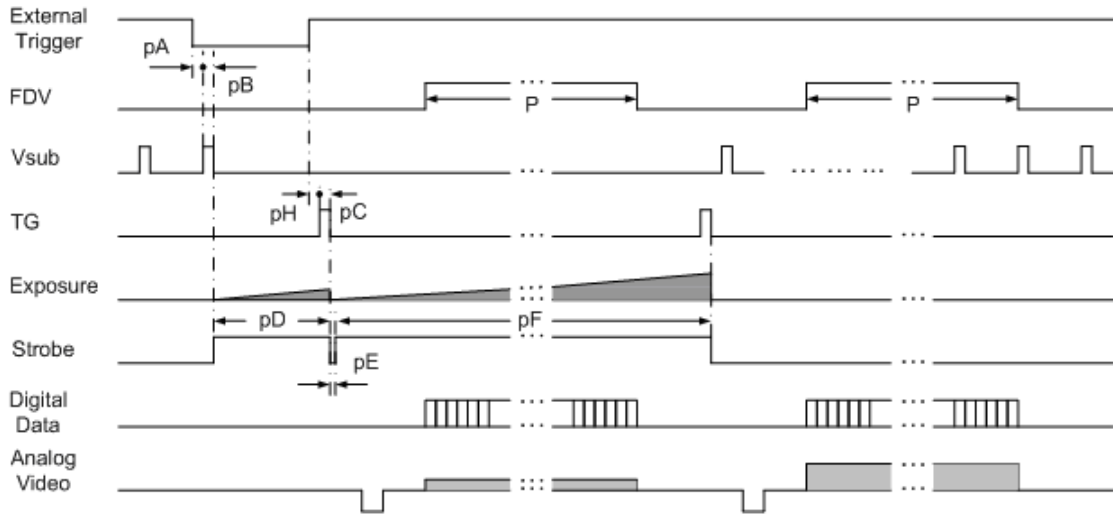 External
Trigger
pA
pB
FDV
P
P
Vsub
pH
pC
TG
Exposure
pD
pF
Strobe
pE
Digital
Data
Analog
Video